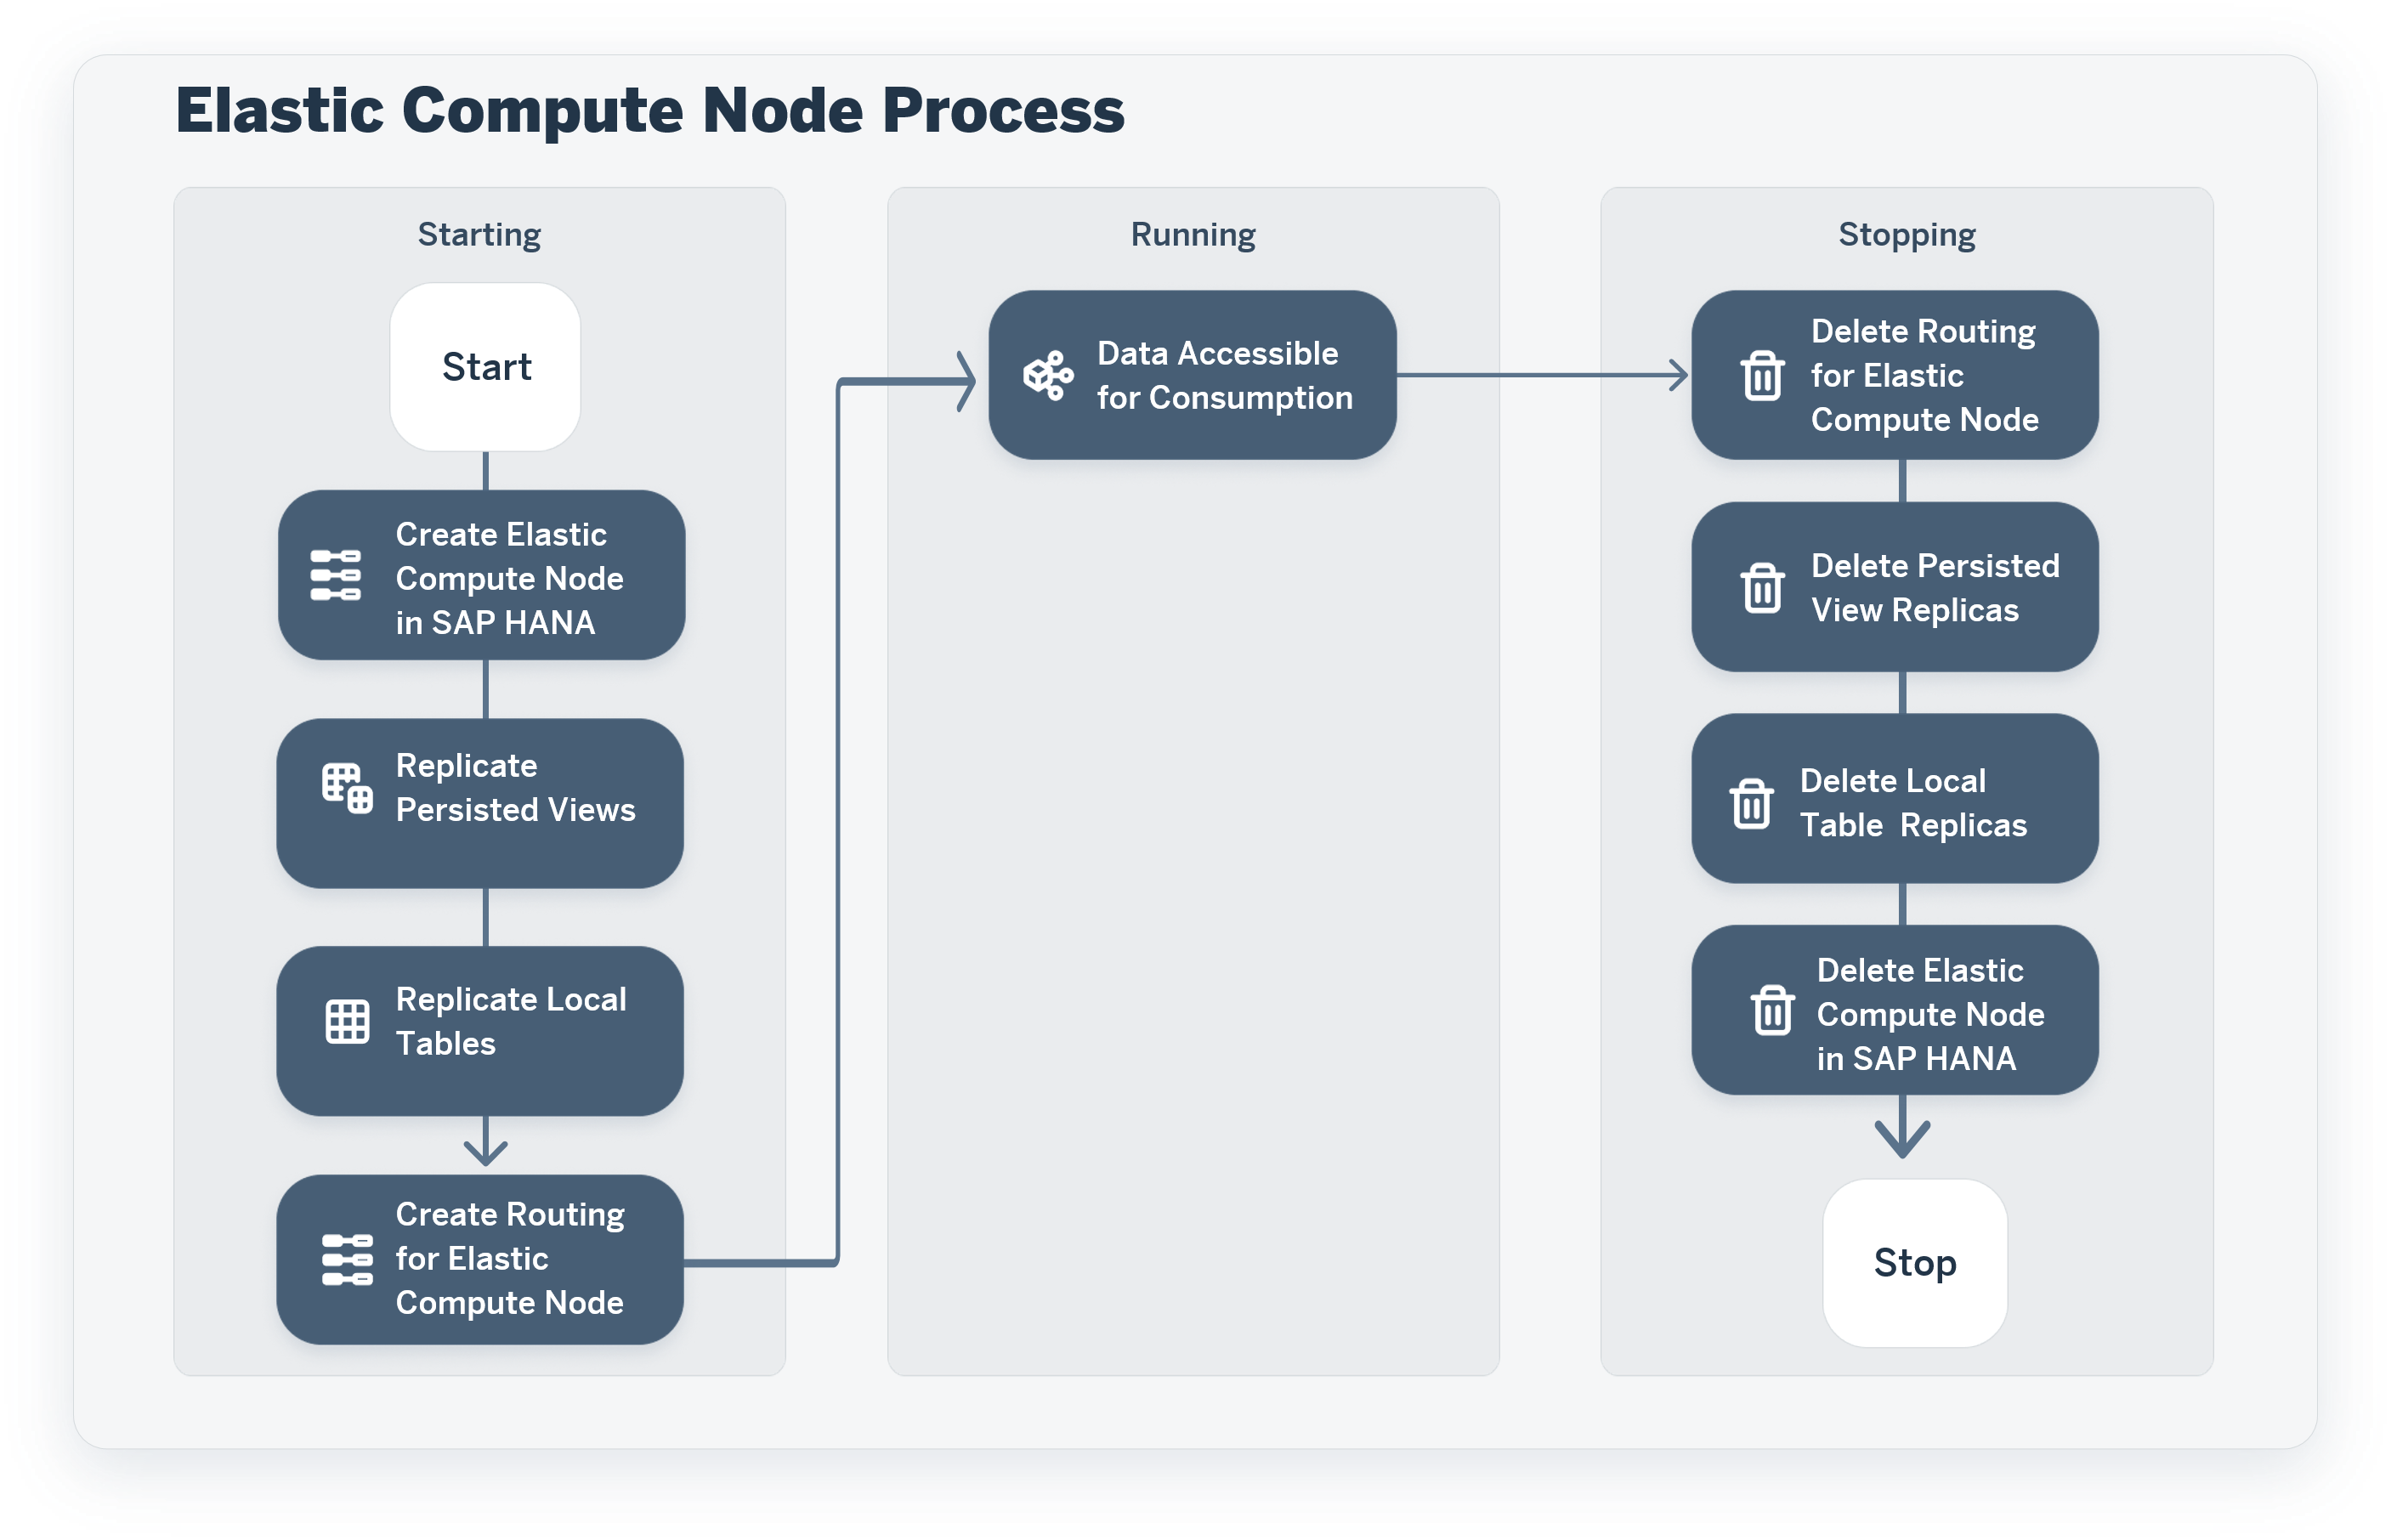 Elastic Compute Node Process
Starting
Start
Create Elastic
Compute Node
in SAP HANA
Replicate
Persisted Views
Replicate Local
Tables
Create Routing
for Elastic
Compute Node
Running
Data Accessible
for Consumption
Stopping
Delete Routing
for Elastic
Compute Node
Delete Persisted
View Replicas
Delete Local
Table  Replicas
Delete Elastic
Compute Node
in SAP HANA
Stop